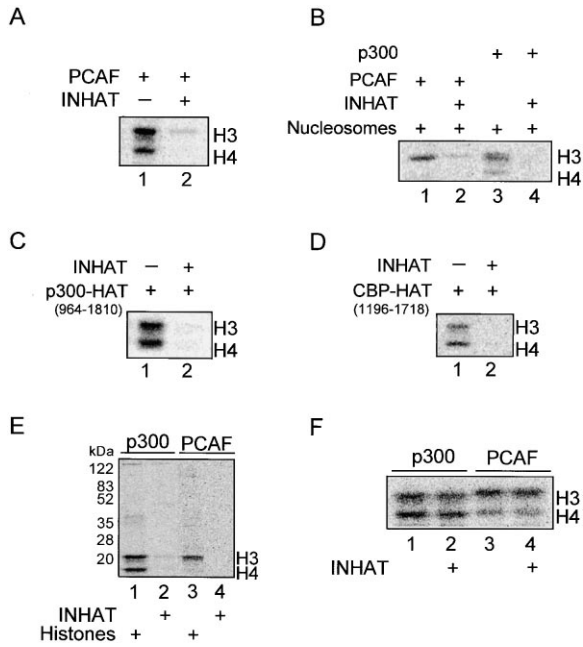 A
PCAF + +
INHAT − +
H3
H4
1 2
B
p300 + +
PCAF + +
INHAT + +
Nucleosomes + + + +
H3
H4
1 2 3 4
C
INHAT − +
p300-HAT + +
(964-1810)
H3
H4
1 2
D
INHAT − +
CBP-HAT + +
(1196-1718)
H3
H4
1 2
E
p300 PCAF
kDa
122
83
52
35
28
20
H3
H4
1 2 3 4
INHAT + +
Histones + +
F
p300 PCAF
H3
H4
1 2 3 4
INHAT + +